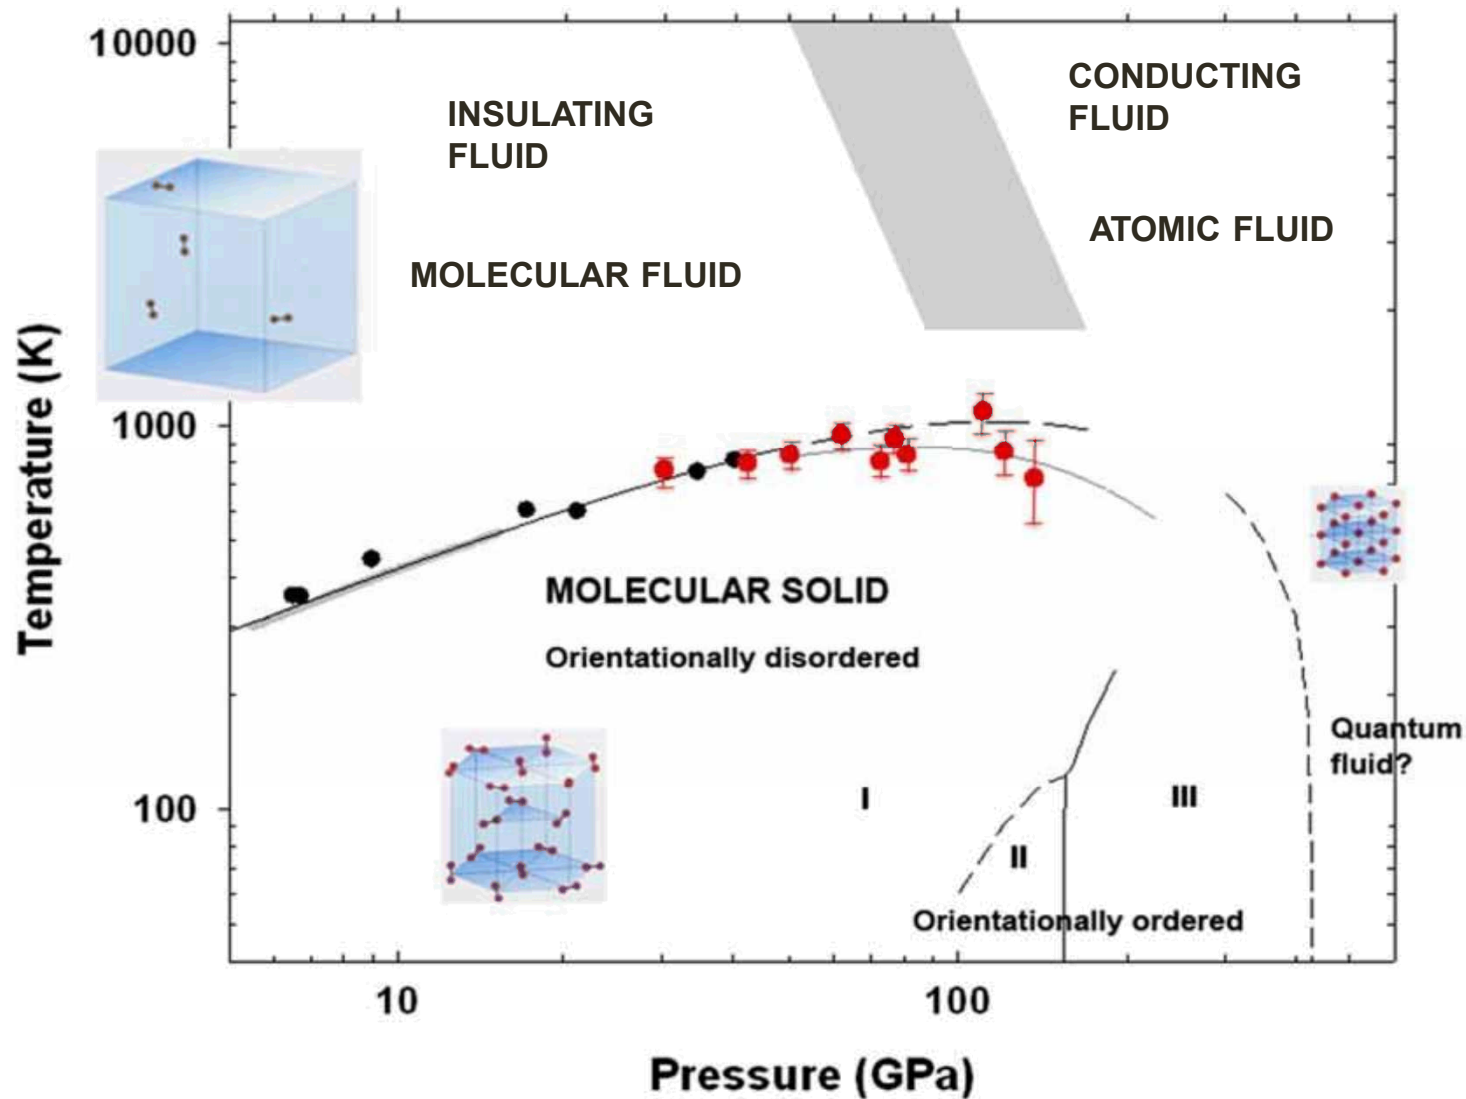 10000
CONDUCTING
FLUID
INSULATING
FLUID
ATOMIC FLUID
MOLECULAR FLUID
Temperature (K)
1000
MOLECULAR SOLID
Orientationally disordered
Quantum
fluid?
100
I
III
II
Orientationally ordered
10
100
Pressure (GPa)